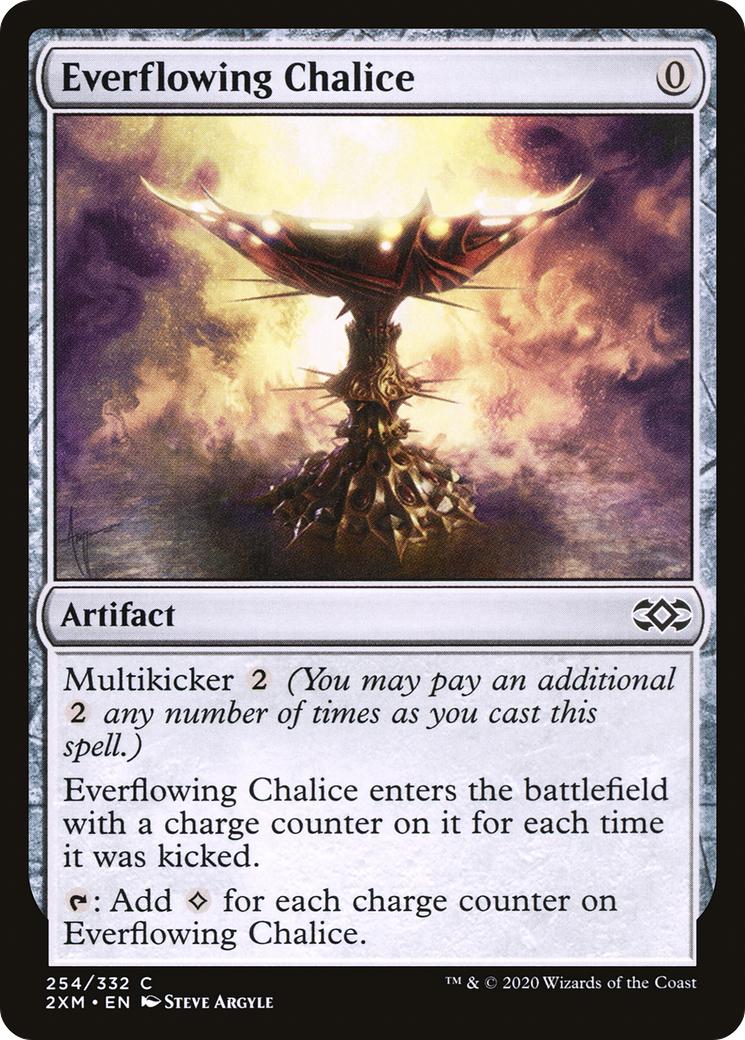 Everflowing Chalice 0
Artifact
Multikicker 2 (You may pay an additional
2 any number of times as you cast this
spell.)
Everflowing Chalice enters the battlefield
with a charge counter on it for each time
it was kicked.
: Add for each charge counter on
Everflowing Chalice.
254/332 C
2XM • EN Steve Argyle
™ & © 2020 Wizards of the Coast